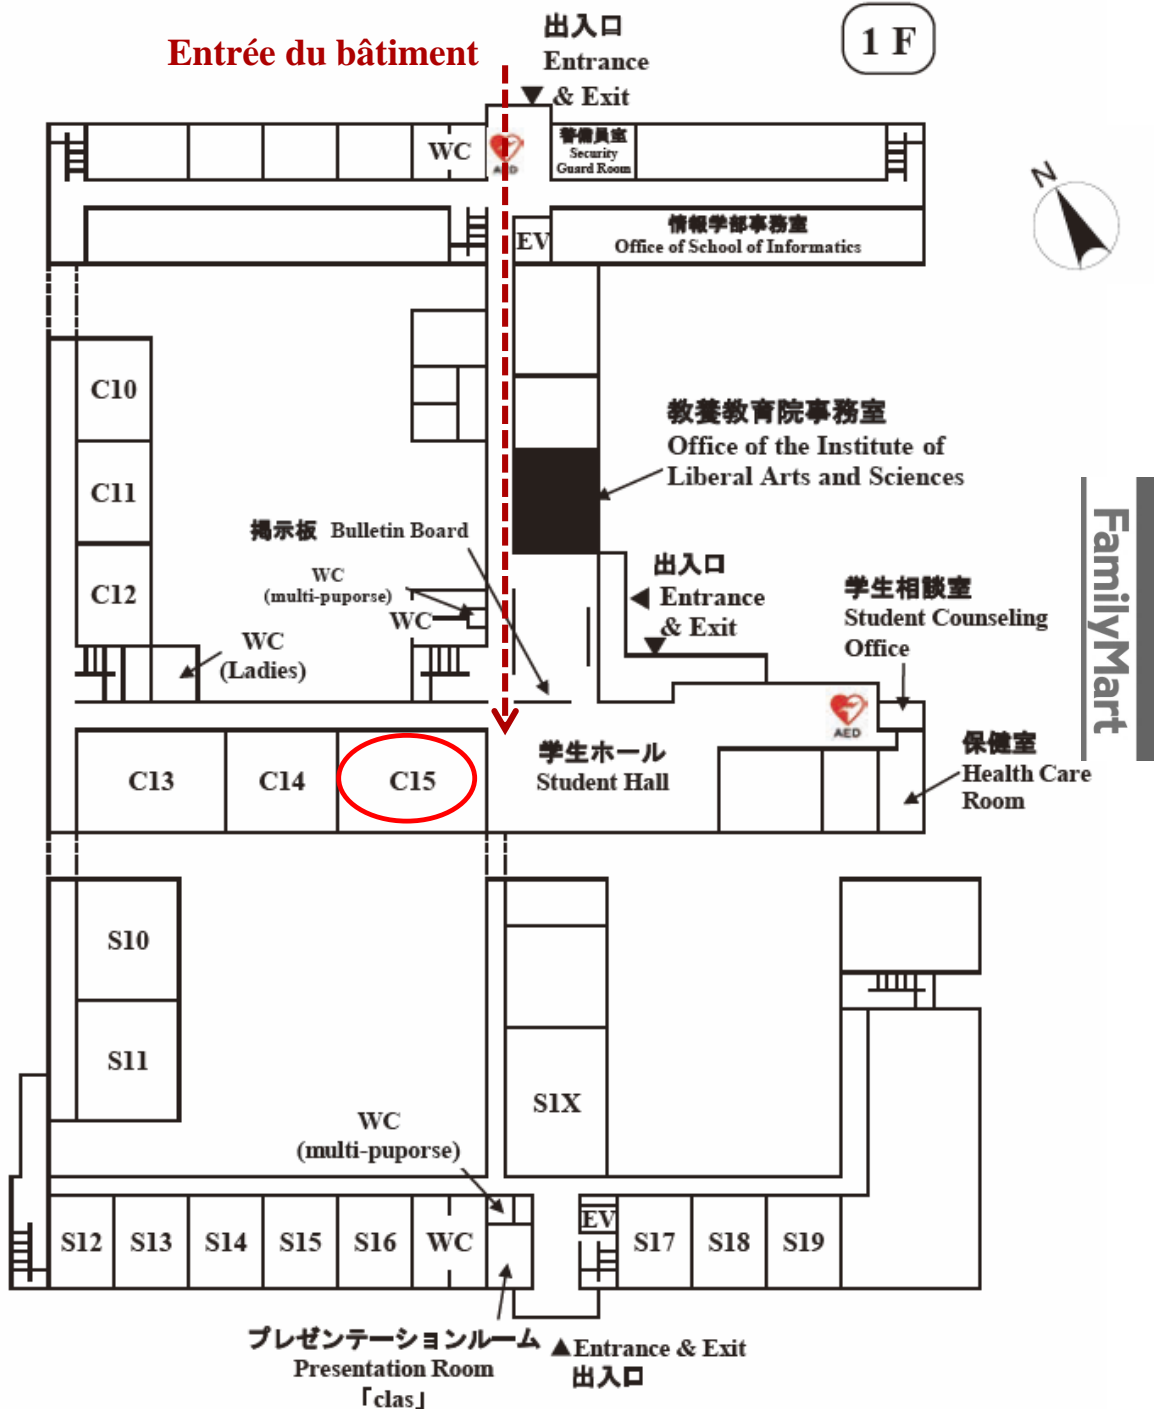 Entrée du bâtiment
出入口
Entrance
& Exit
1 F
N
WC
AED
警備員室
Security
Guard Room
EV
情報学部事務室
Office of School of Informatics
C10
C11
C12
教養教育院事務室
Office of the Institute of
Liberal Arts and Sciences
掲示板 Bulletin Board
WC
(multi-puporse)
WC
WC
(Ladies)
出入口
Entrance
& Exit
学生相談室
Student Counseling
Office
FamilyMart
AED
C13
C14
C15
学生ホール
Student Hall
保健室
Health Care
Room
S10
S11
S1X
WC
(multi-puporse)
S12
S13
S14
S15
S16
WC
EV
S17
S18
S19
プレゼンテーションルーム
Presentation Room
「clas」
▲Entrance & Exit
出入口